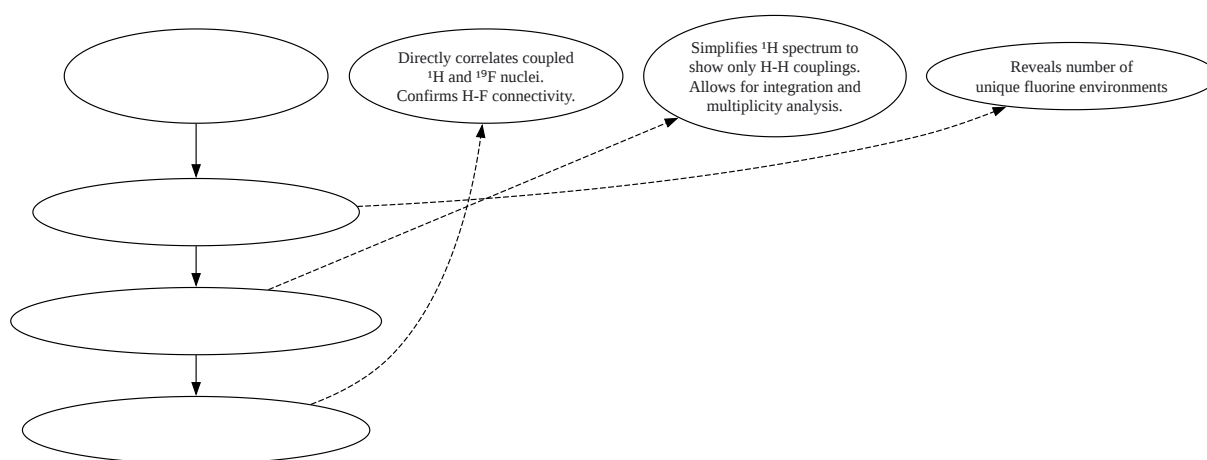 Directly correlates coupled
¹H and ¹⁹F nuclei.
Confirms H-F connectivity.
Simplifies ¹H spectrum to
show only H-H couplings.
Allows for integration and
multiplicity analysis.
Reveals number of
unique fluorine environments